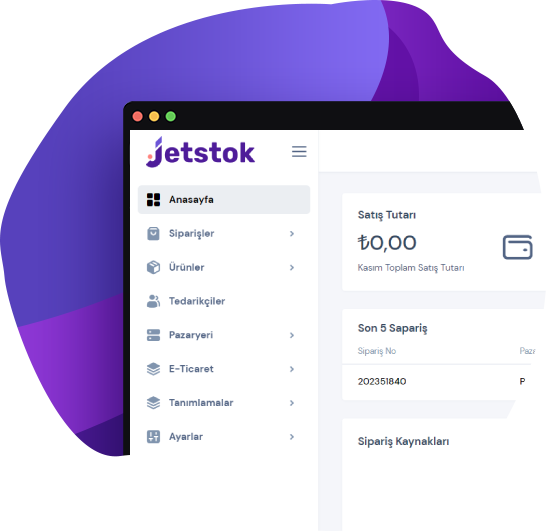 Jetstok
Anasayfa
Siparişler
Ürünler
Tedarikçiler
Pazaryeri
E-Ticaret
Tanımlamalar
Ayarlar
Satış Tutarı
₺0,00
Kasım Toplam Satış Tutarı
Son 5 Sapariş
Sipariş No
202351840
P
Sipariş Kaynakları